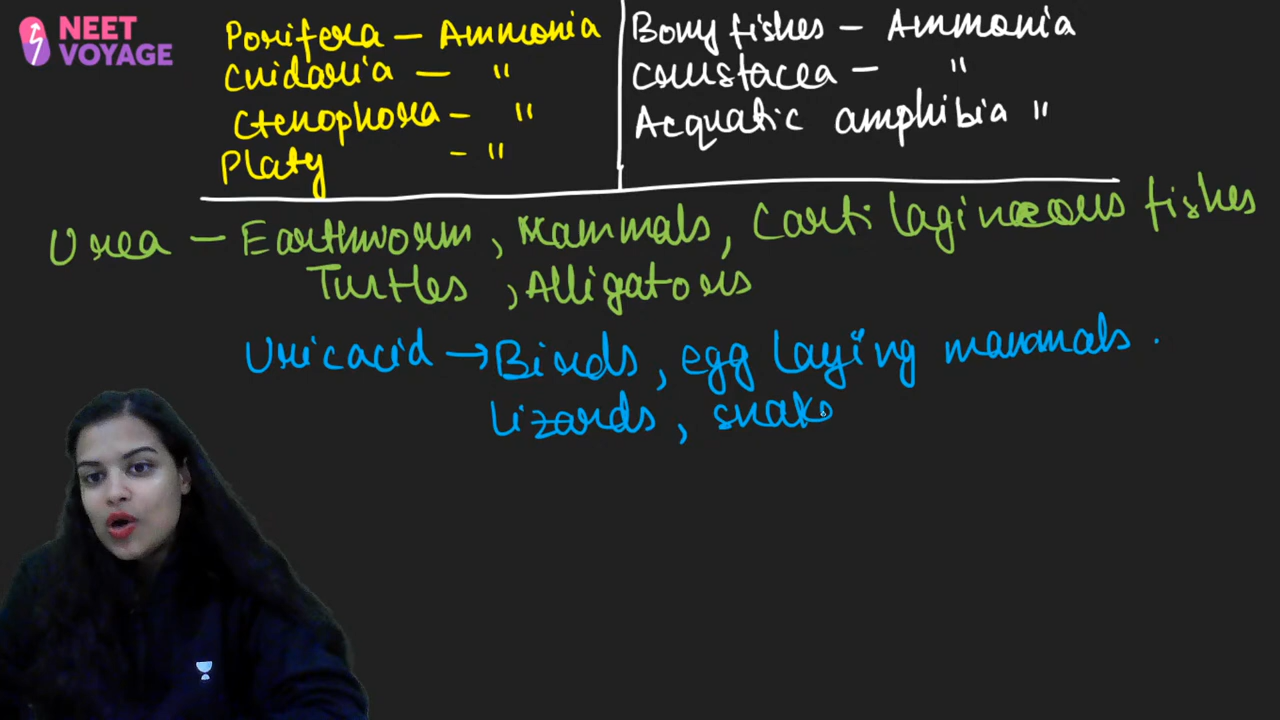 NEET
VOYAGE
Porifera - Ammonia
Cnidaria - "
Ctenophora - "
Platy - "
Bony fishes - Ammonia
Crustacea - "
Acquatic amphibia "
Urea - Earthworm, Mammals, Cartilagineous fishes
Turtles, Alligators
Uric acid → Birds, egg laying mammals.
Lizards, snake